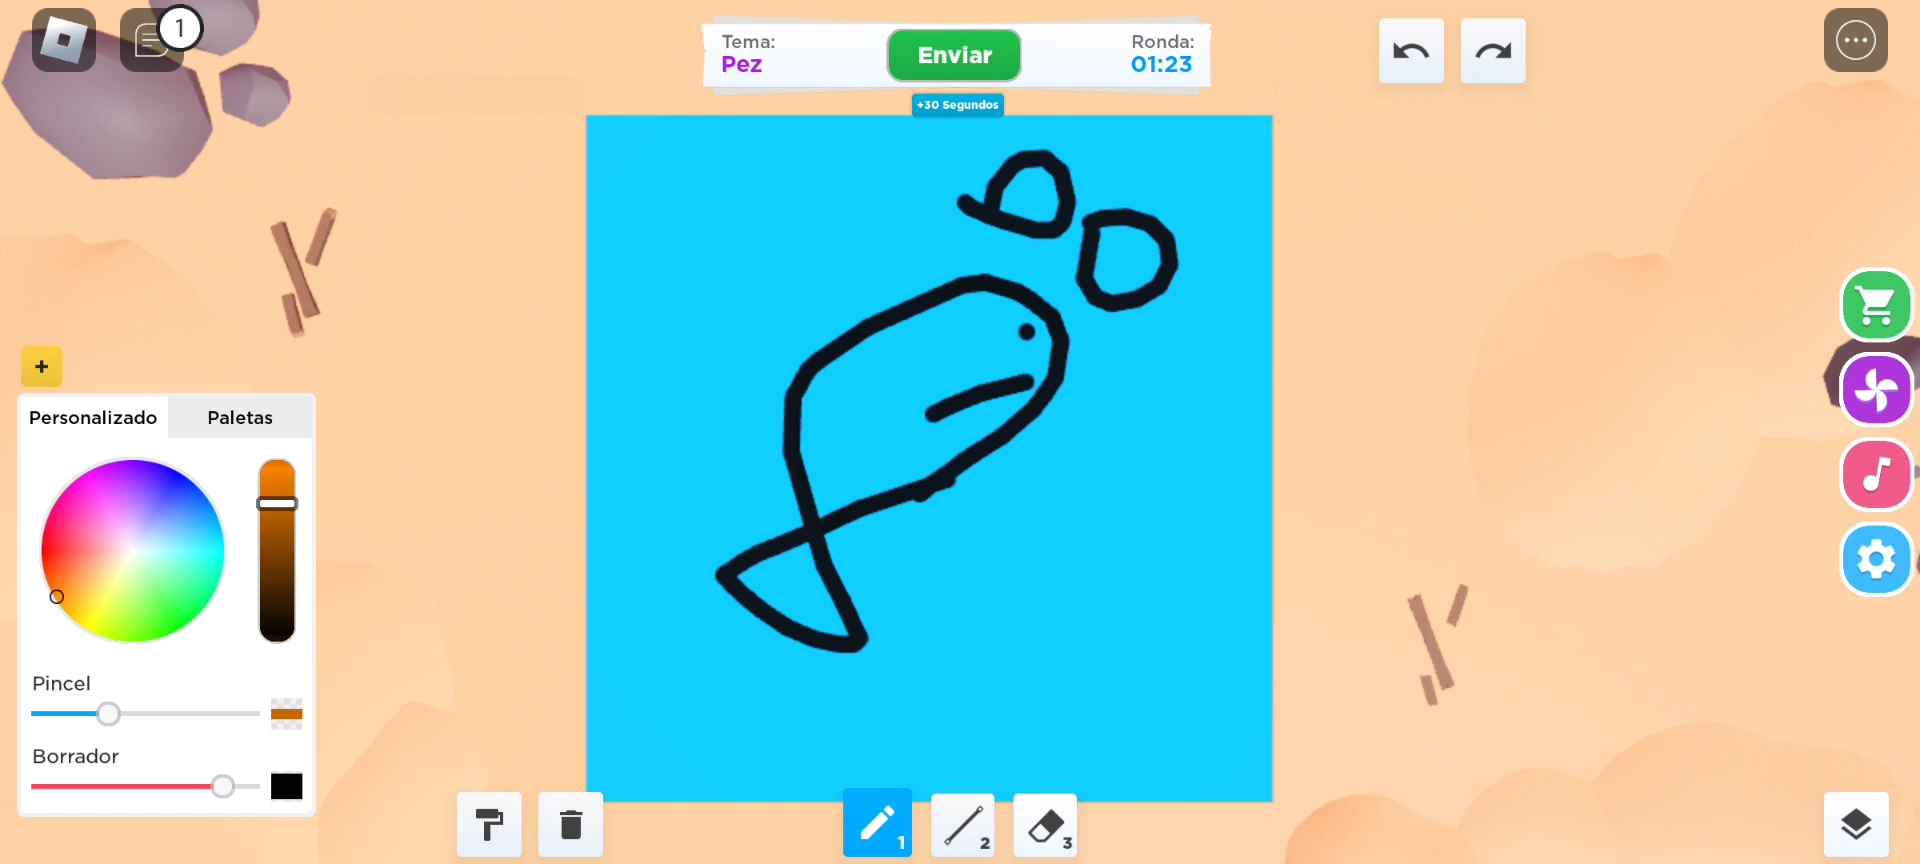 1
Tema:
Pez
Enviar
Ronda:
01:23
+30 Segundos
+
Personalizado
Paletas
Pincel
Borrador
1
2
3